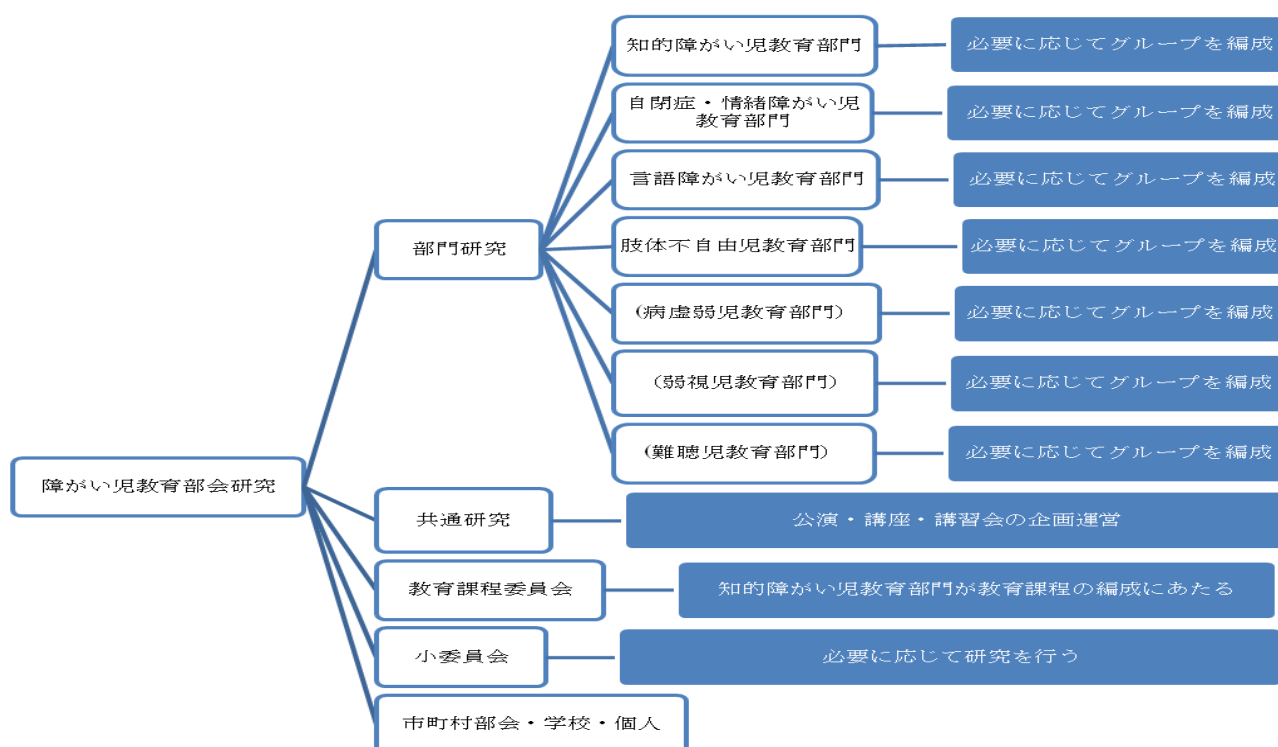 知的障がい児教育部門
必要に応じてグループを編成
自閉症・情緒障がい児
教育部門
必要に応じてグループを編成
言語障がい児教育部門
必要に応じてグループを編成
部門研究
肢体不自由児教育部門
必要に応じてグループを編成
(病虚弱児教育部門)
必要に応じてグループを編成
(弱視児教育部門)
必要に応じてグループを編成
(難聴児教育部門)
必要に応じてグループを編成
障がい児教育部会研究
共通研究
公演・講座・講習会の企画運営
教育課程委員会
知的障がい児教育部門が教育課程の編成にあたる
小委員会
必要に応じて研究を行う
市町村部会・学校・個人